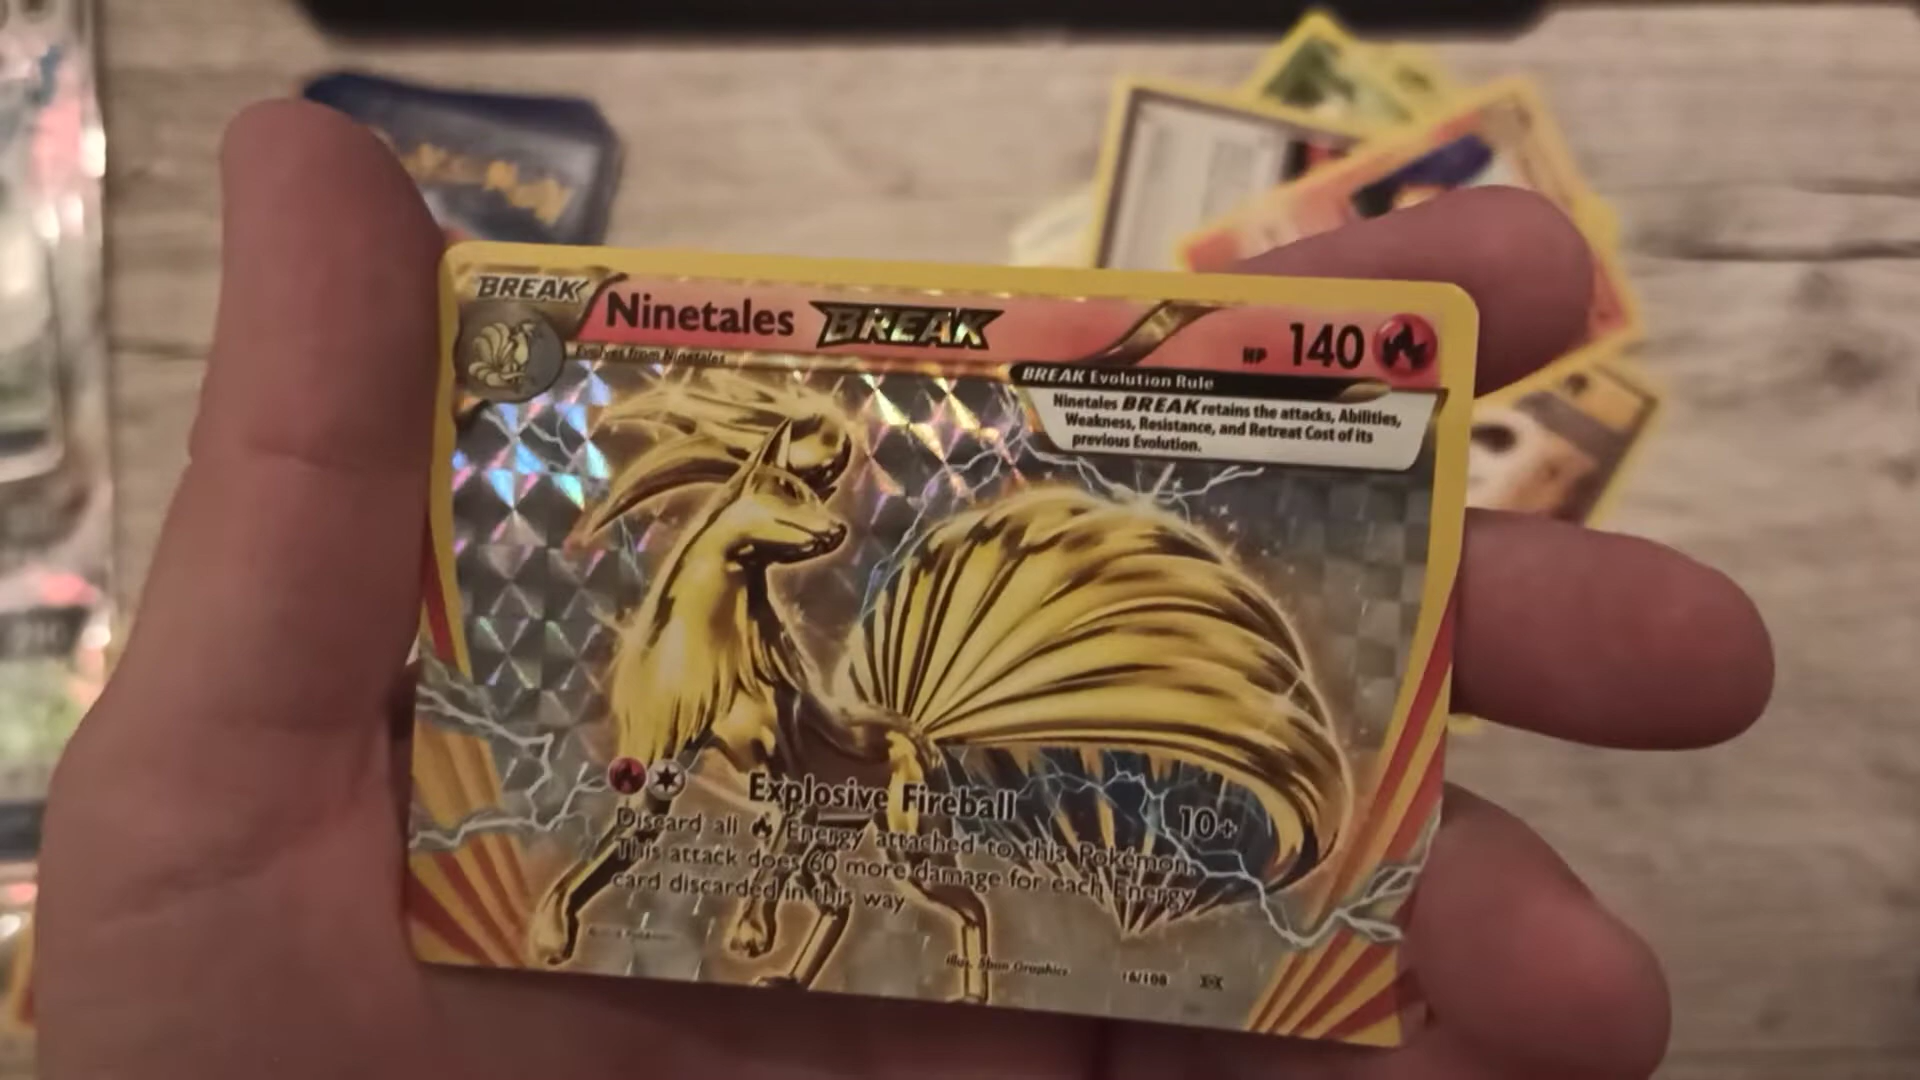 BREAK
Ninetales BREAK
HP 140
Evolves from Ninetales
BREAK Evolution Rule
Ninetales BREAK retains the attacks, Abilities,
Weakness, Resistance, and Retreat Cost of its
previous Evolution.
Explosive Fireball 10+
Discard all Energy attached to this Pokémon.
This attack does 60 more damage for each Energy
card discarded in this way
illus. 5ban Graphics
16/108